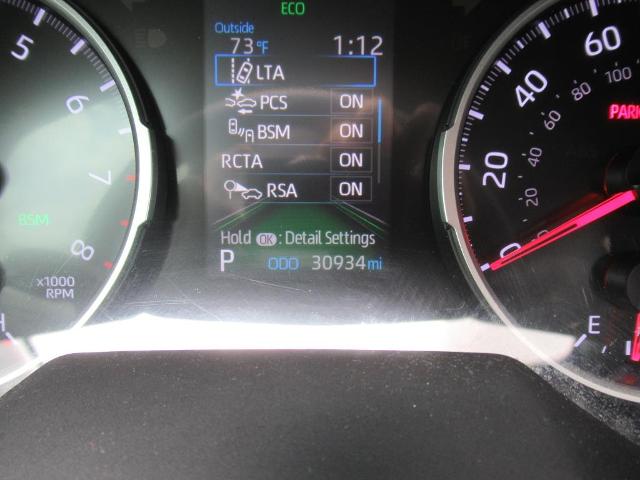 ECO
Outside
73°F 1:12
LTA
PCS ON
BSM ON
RCTA ON
RSA ON
Hold OK : Detail Settings
P ODO 30934 mi
5
6
7
8
BSM
x1000
RPM
H
60
40
20
0
100
80
60
40
20
PARK
E